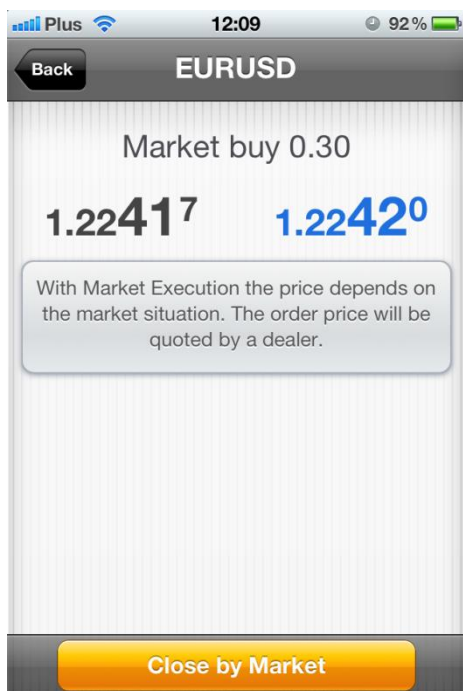 Plus 12:09 92%
Back EURUSD
Market buy 0.30
1.22417 1.22420
With Market Execution the price depends on
the market situation. The order price will be
quoted by a dealer.
Close by Market